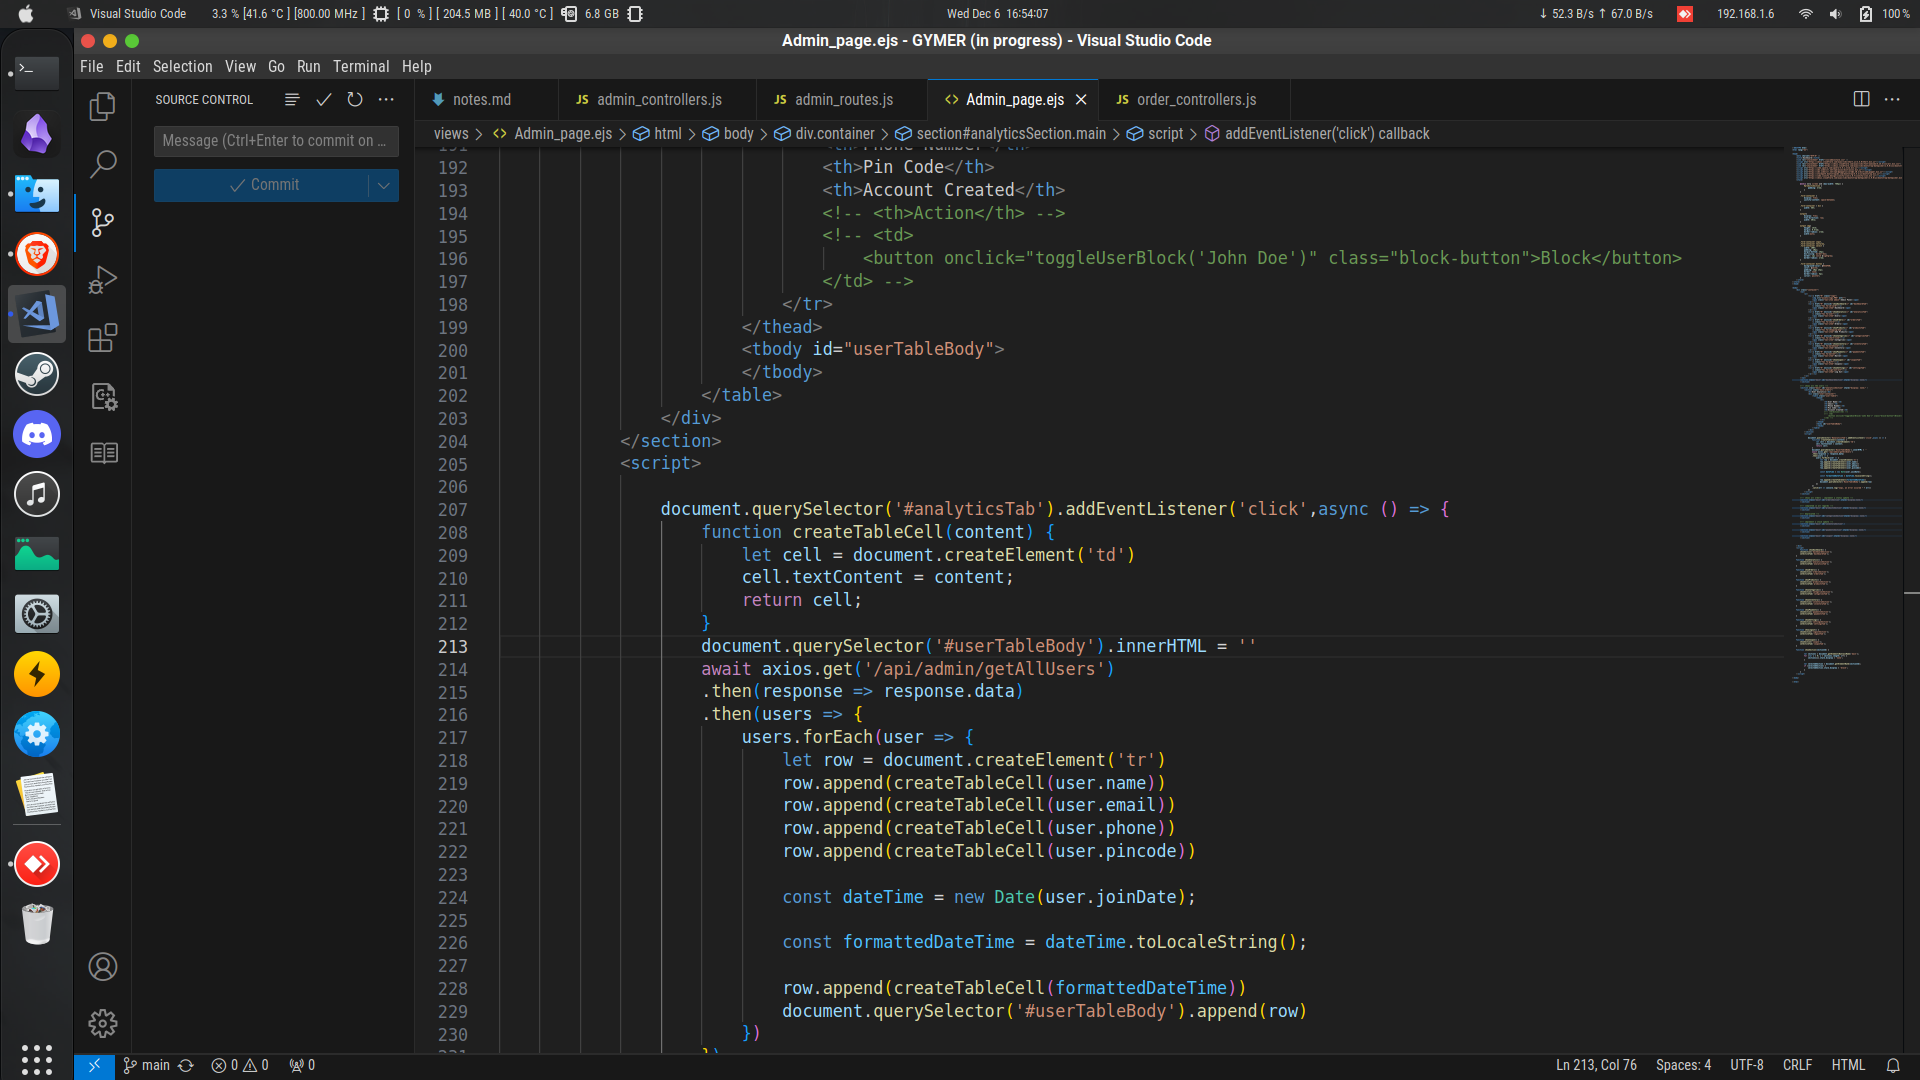 Visual Studio Code 3.3 % [41.6 °C ] [800.00 MHz ] [ 0 % ] [ 204.5 MB ] [ 40.0 °C ] 6.8 GB Wed Dec 6 16:54:07 ↓ 52.3 B/s ↑ 67.0 B/s 192.168.1.6 100 %
Admin_page.ejs - GYMER (in progress) - Visual Studio Code
File Edit Selection View Go Run Terminal Help
SOURCE CONTROL
notes.md JS admin_controllers.js JS admin_routes.js <> Admin_page.ejs JS order_controllers.js
views > <> Admin_page.ejs > html > body > div.container > section#analyticsSection.main > script > addEventListener('click') callback
Message (Ctrl+Enter to commit on ...
Commit
191 <th>Phone Number</th>
192 <th>Pin Code</th>
193 <th>Account Created</th>
194 <!-- <th>Action</th> -->
195 <!-- <td>
196 <button onclick="toggleUserBlock('John Doe')" class="block-button">Block</button>
197 </td> -->
198 </tr>
199 </thead>
200 <tbody id="userTableBody">
201 </tbody>
202 </table>
203 </div>
204 </section>
205 <script>
206
207 document.querySelector('#analyticsTab').addEventListener('click',async () => {
208 function createTableCell(content) {
209 let cell = document.createElement('td')
210 cell.textContent = content;
211 return cell;
212 }
213 document.querySelector('#userTableBody').innerHTML = ''
214 await axios.get('/api/admin/getAllUsers')
215 .then(response => response.data)
216 .then(users => {
217 users.forEach(user => {
218 let row = document.createElement('tr')
219 row.append(createTableCell(user.name))
220 row.append(createTableCell(user.email))
221 row.append(createTableCell(user.phone))
222 row.append(createTableCell(user.pincode))
223
224 const dateTime = new Date(user.joinDate);
225
226 const formattedDateTime = dateTime.toLocaleString();
227
228 row.append(createTableCell(formattedDateTime))
229 document.querySelector('#userTableBody').append(row)
230 })
231 })
main 0 0 0 Ln 213, Col 76 Spaces: 4 UTF-8 CRLF HTML